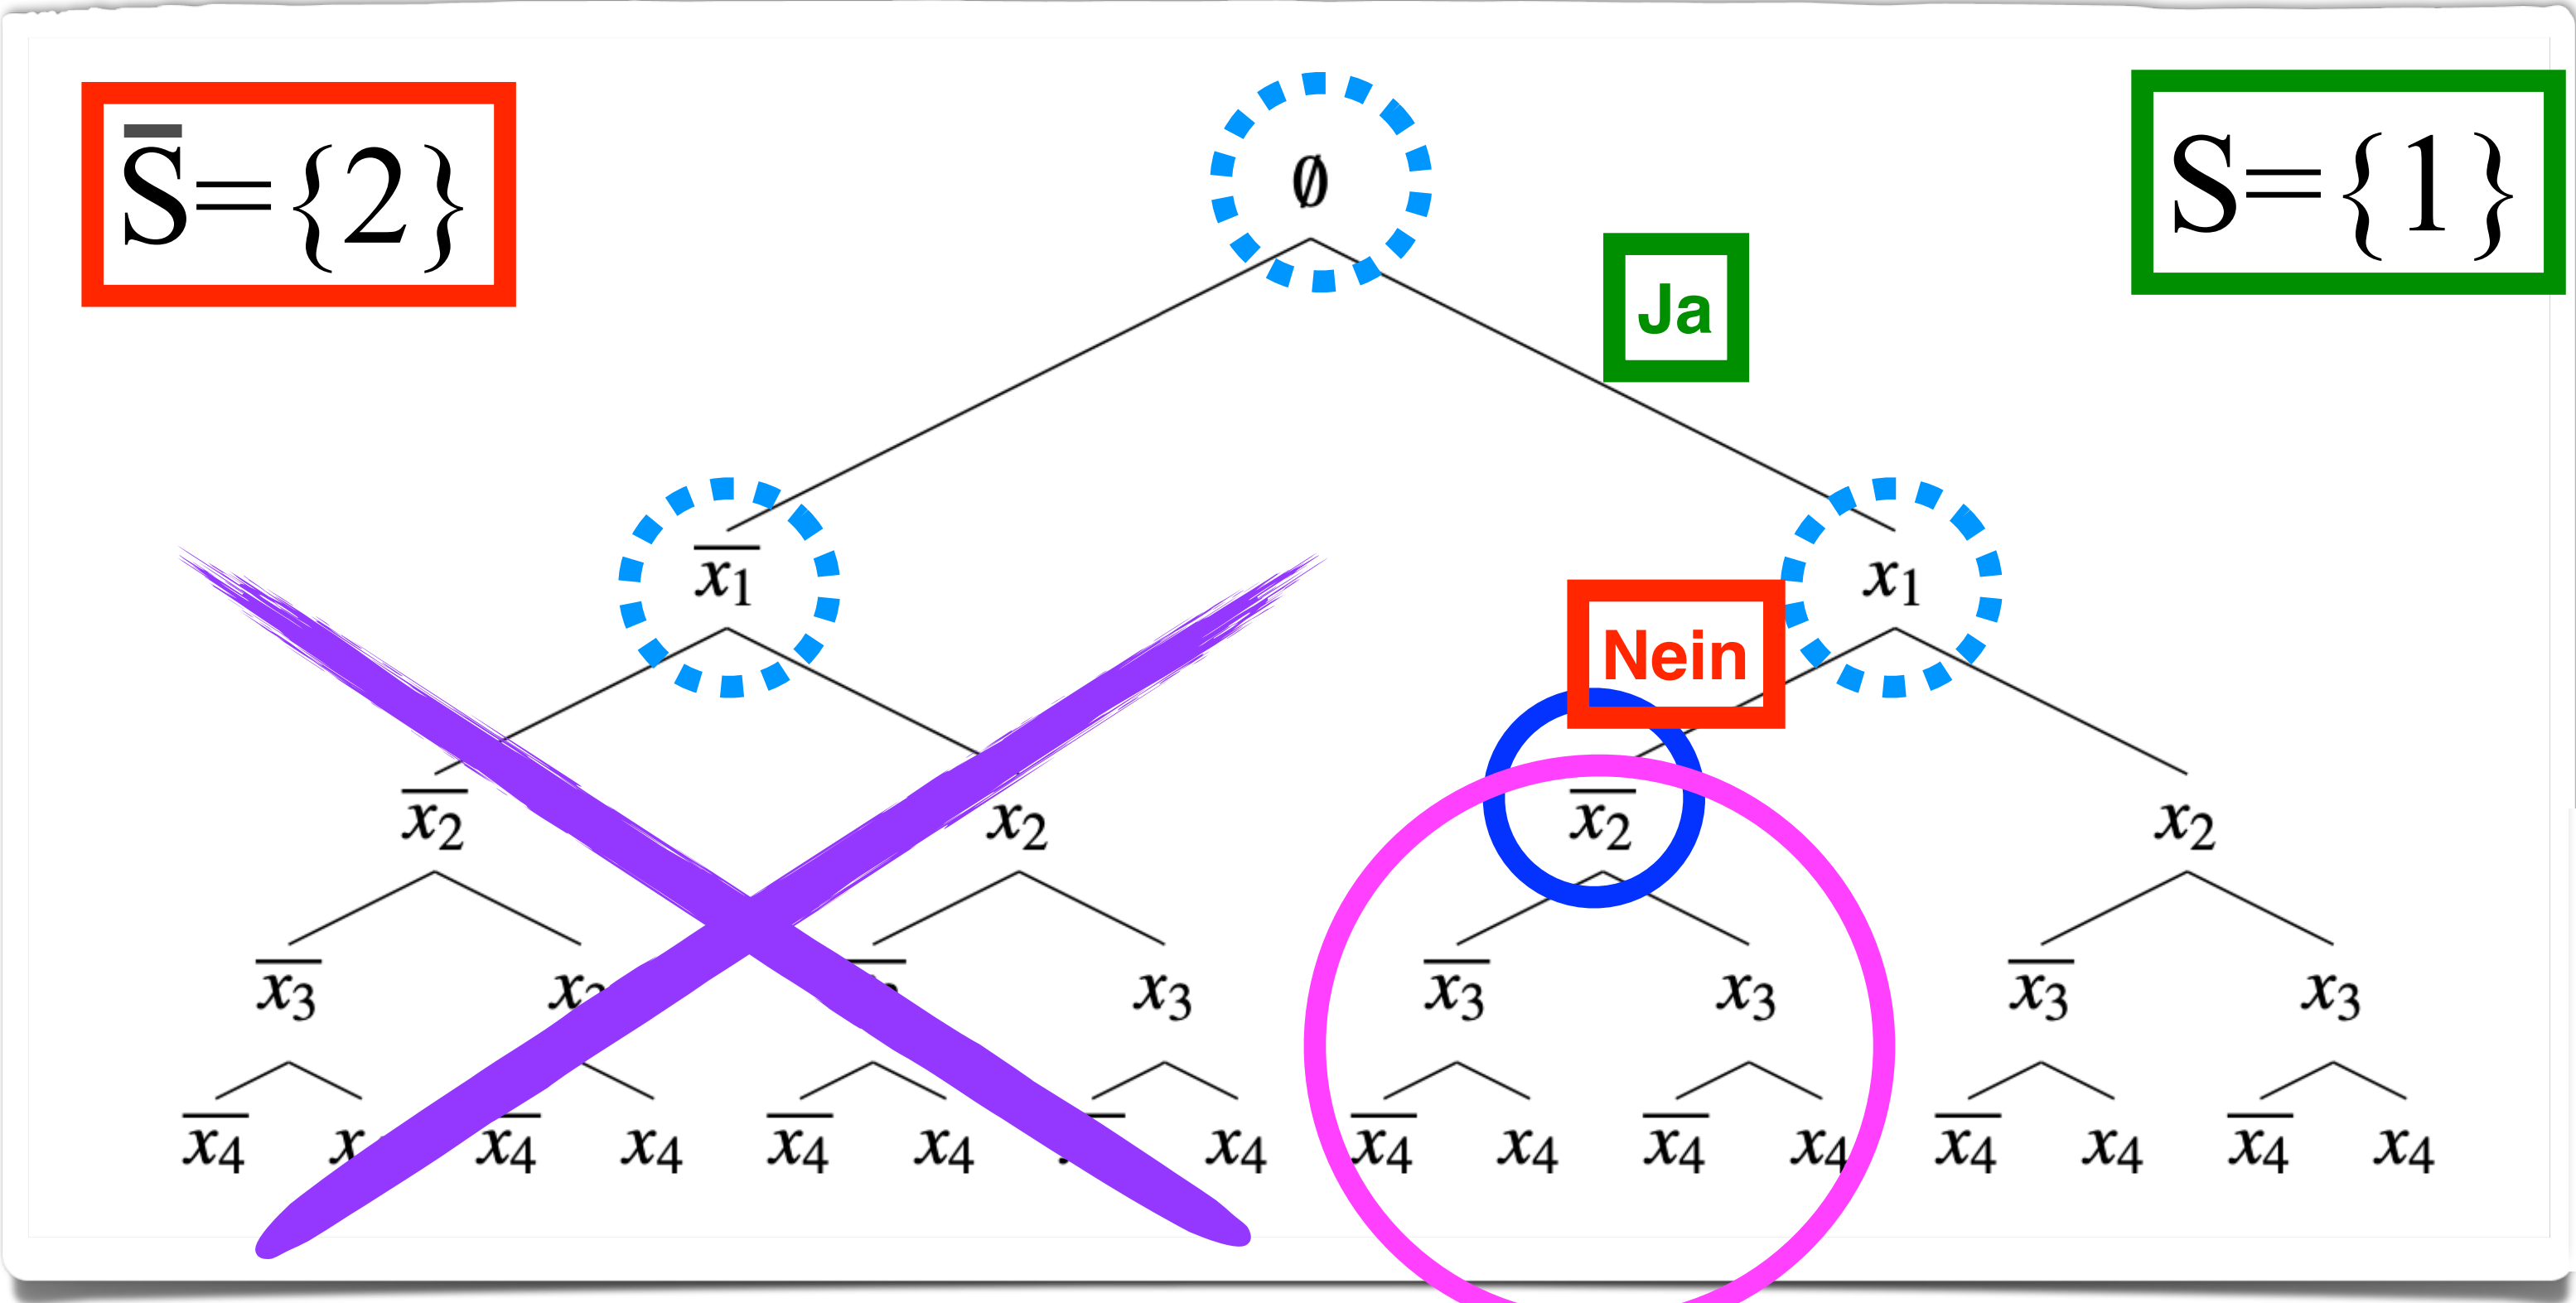 S̅={2}
∅
S={1}
Ja
x̅₁ x₁
Nein
x̅₂ x₂ x̅₂ x₂
x̅₃ x₃ x₃ x̅₃ x₃ x̅₃ x₃
x̅₄ x x̅₄ x₄ x̅₄ x₄ x₄ x̅₄ x₄ x̅₄ x₄ x̅₄ x₄ x̅₄ x₄